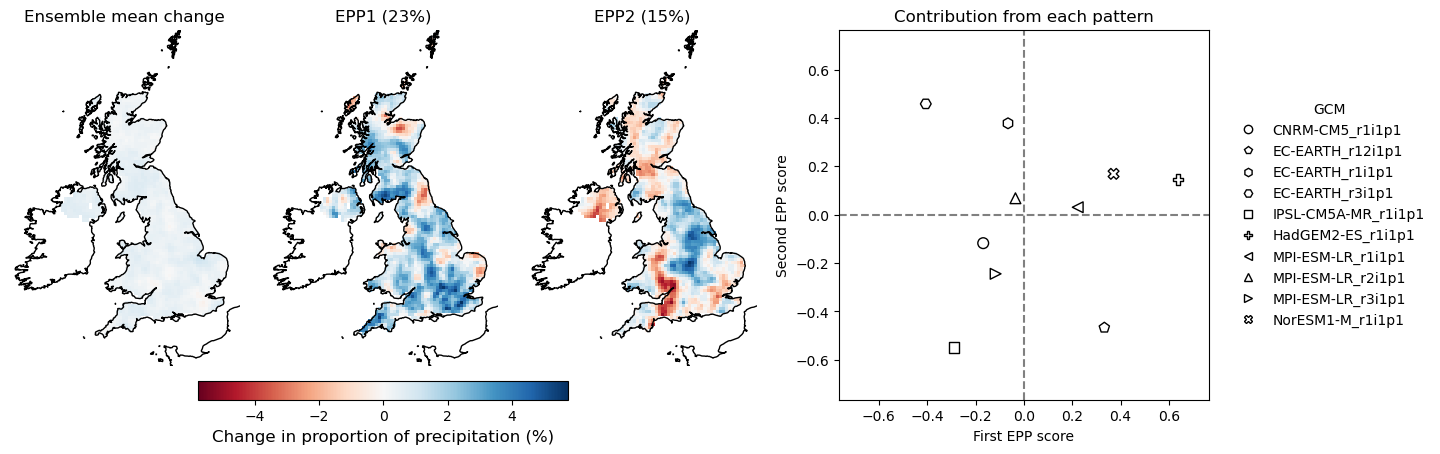 Ensemble mean change
EPP1 (23%)
EPP2 (15%)
Contribution from each pattern
Second EPP score
0.6
0.4
0.2
0.0
−0.2
−0.4
−0.6
−0.6 −0.4 −0.2 0.0 0.2 0.4 0.6
First EPP score
GCM
CNRM-CM5_r1i1p1
EC-EARTH_r12i1p1
EC-EARTH_r1i1p1
EC-EARTH_r3i1p1
IPSL-CM5A-MR_r1i1p1
HadGEM2-ES_r1i1p1
MPI-ESM-LR_r1i1p1
MPI-ESM-LR_r2i1p1
MPI-ESM-LR_r3i1p1
NorESM1-M_r1i1p1
−4 −2 0 2 4
Change in proportion of precipitation (%)